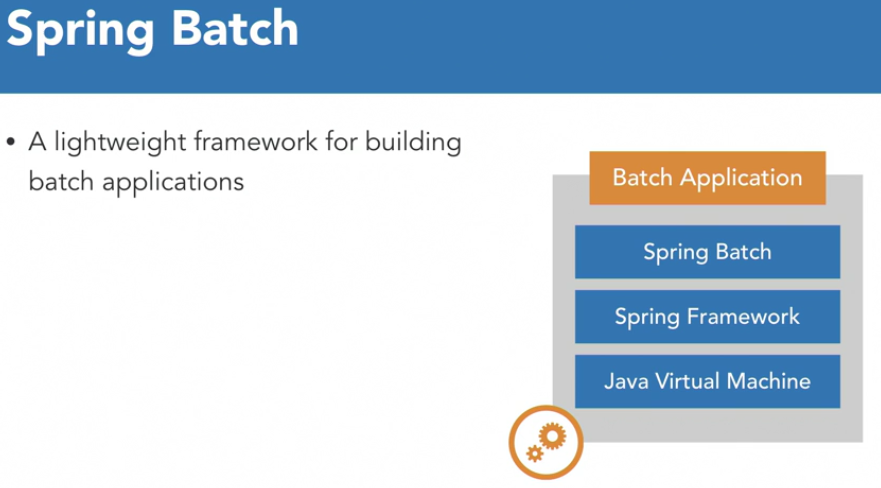 Spring Batch
• A lightweight framework for building
batch applications
Batch Application
Spring Batch
Spring Framework
Java Virtual Machine